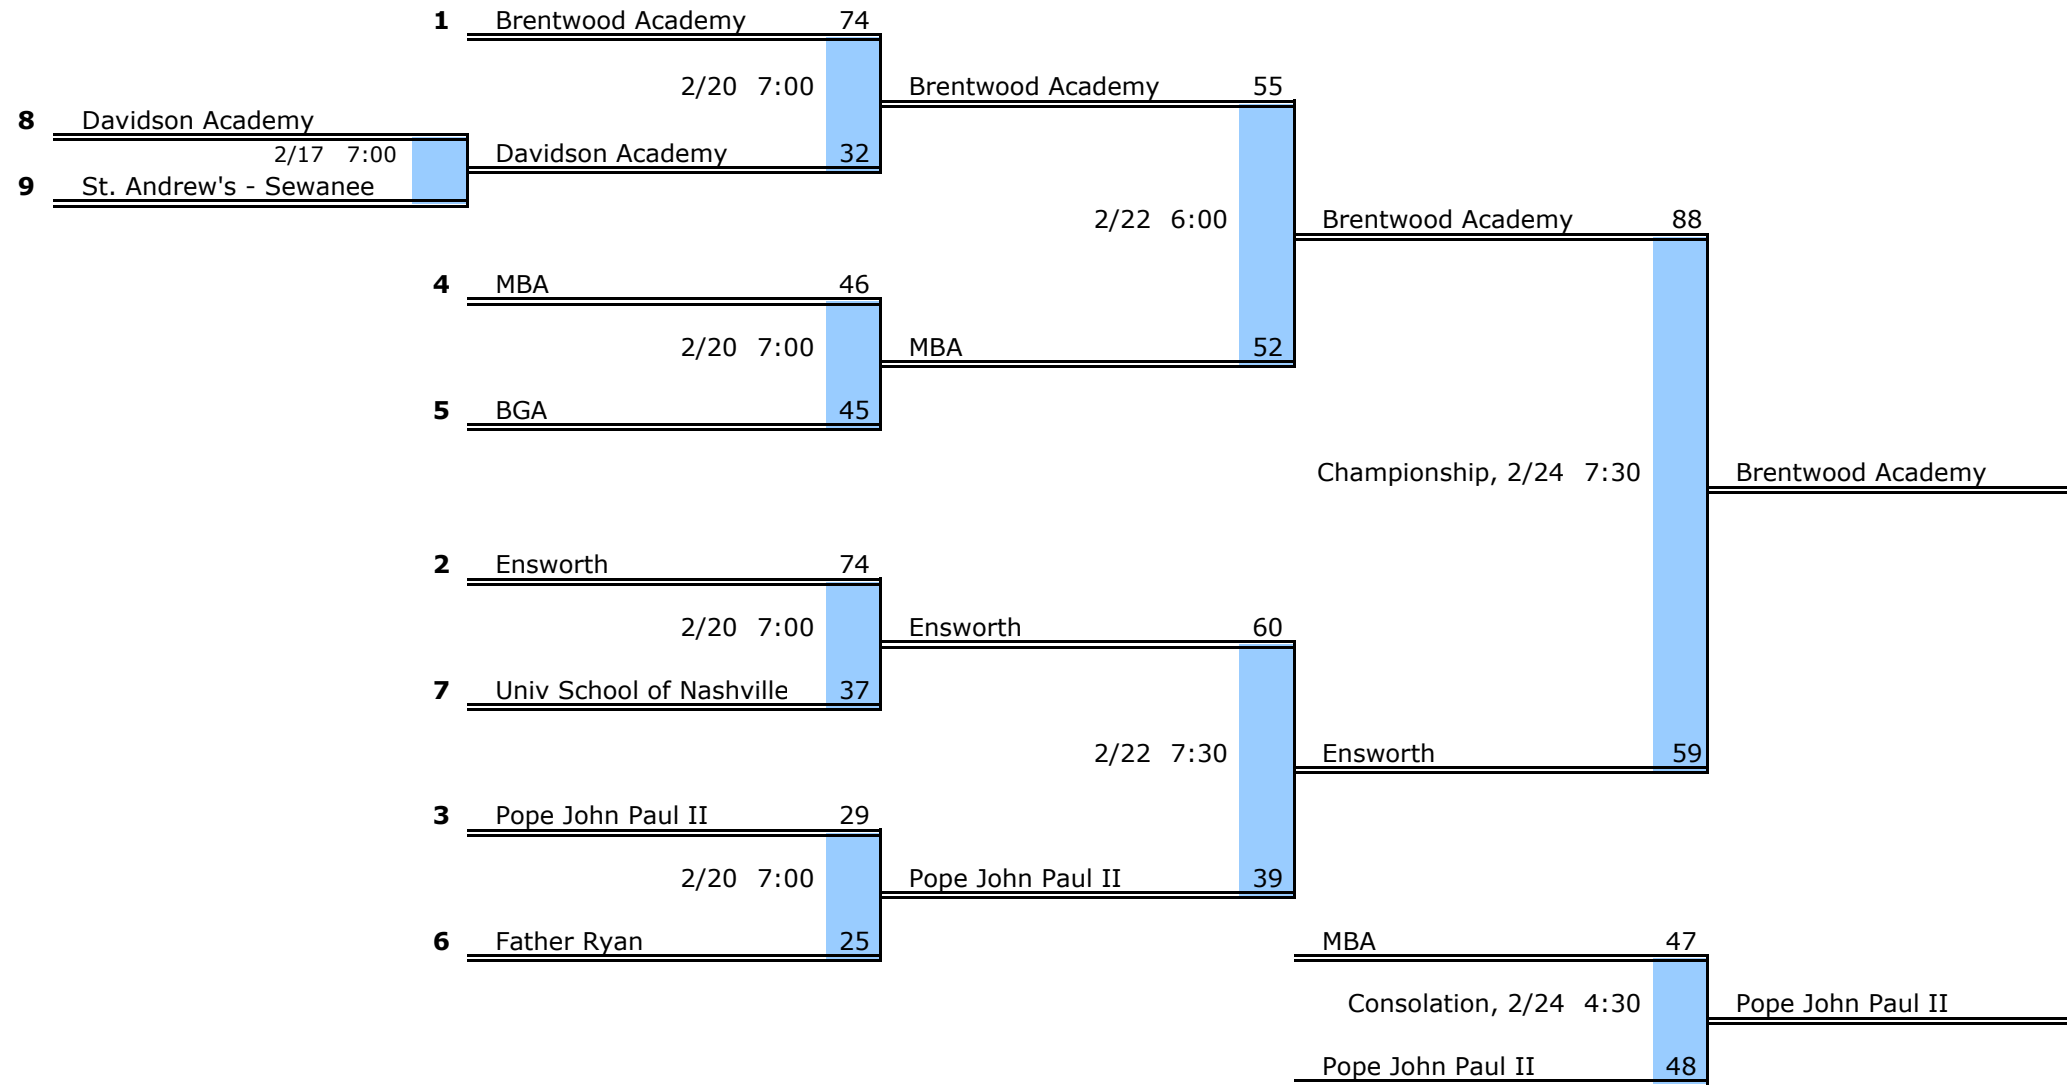 1 Brentwood Academy 74
2/20 7:00 Brentwood Academy 55
8 Davidson Academy
2/17 7:00 Davidson Academy 32
9 St. Andrew's - Sewanee
2/22 6:00 Brentwood Academy 88
4 MBA 46
2/20 7:00 MBA 52
5 BGA 45
Championship, 2/24 7:30 Brentwood Academy
2 Ensworth 74
2/20 7:00 Ensworth 60
7 Univ School of Nashville 37
2/22 7:30 Ensworth 59
3 Pope John Paul II 29
2/20 7:00 Pope John Paul II 39
6 Father Ryan 25 MBA 47
Consolation, 2/24 4:30 Pope John Paul II
Pope John Paul II 48